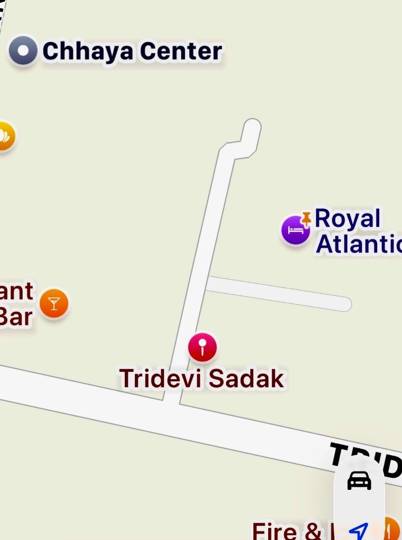 Chhaya Center
Royal
Atlantic
ant
Bar
Tridevi Sadak
TRID
Fire &